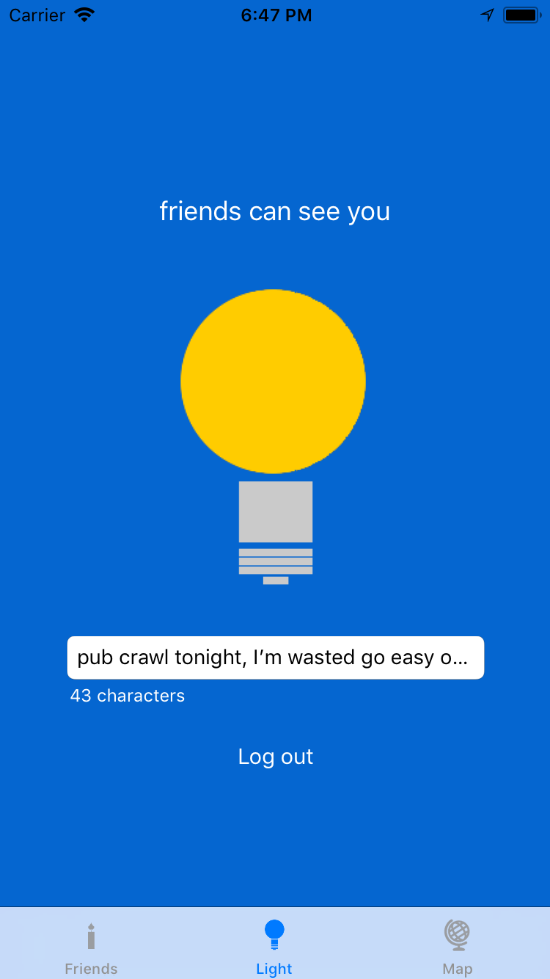 Carrier 6:47 PM
friends can see you
pub crawl tonight, I’m wasted go easy o...
43 characters
Log out
Friends Light Map